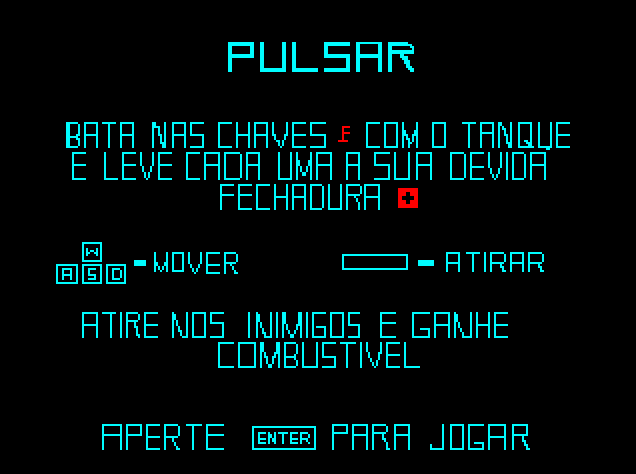 PULSAR
BATA NAS CHAVES COM O TANQUE
E LEVE CADA UMA A SUA DEVIDA
FECHADURA
W
A S D - MOVER
- ATIRAR
ATIRE NOS INIMIGOS E GANHE
COMBUSTIVEL
APERTE ENTER PARA JOGAR